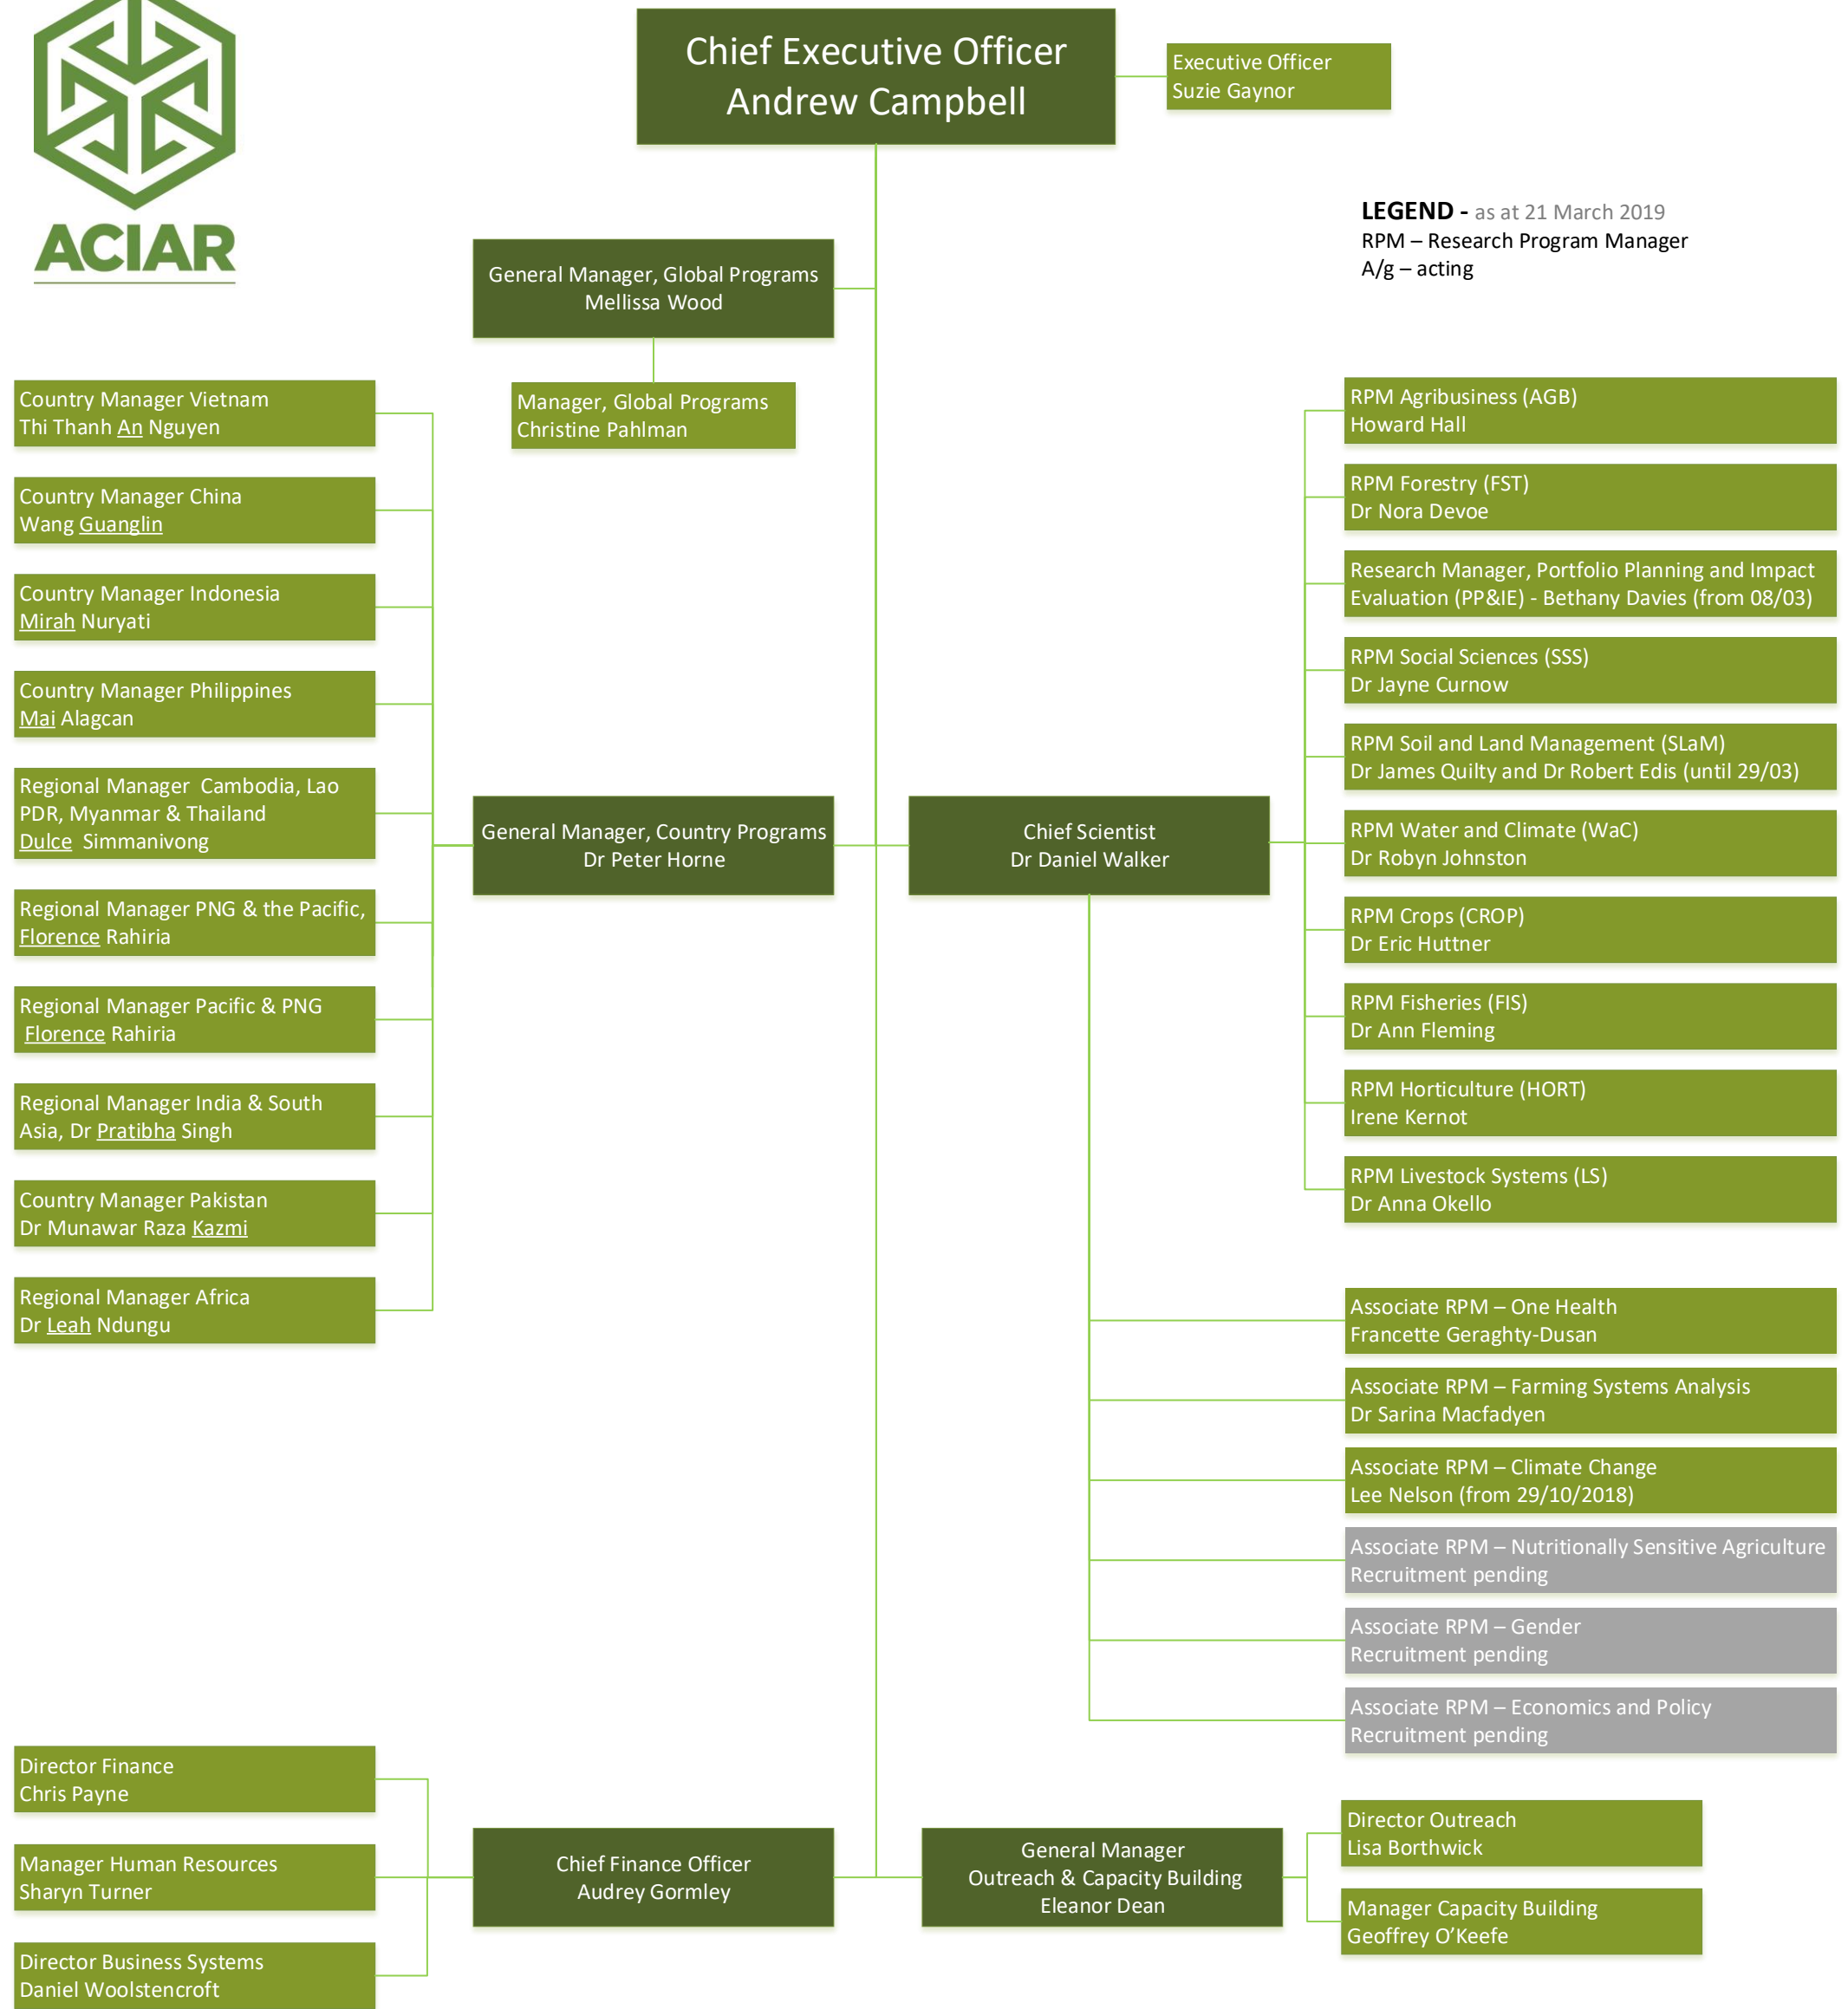 ACIAR
Chief Executive Officer
Andrew Campbell
Executive Officer
Suzie Gaynor
LEGEND - as at 21 March 2019
RPM – Research Program Manager
A/g – acting
General Manager, Global Programs
Mellissa Wood
Manager, Global Programs
Christine Pahlman
Country Manager Vietnam
Thi Thanh An Nguyen
Country Manager China
Wang Guanglin
Country Manager Indonesia
Mirah Nuryati
Country Manager Philippines
Mai Alagcan
Regional Manager  Cambodia, Lao
PDR, Myanmar & Thailand
Dulce  Simmanivong
Regional Manager PNG & the Pacific,
Florence Rahiria
Regional Manager Pacific & PNG
Florence Rahiria
Regional Manager India & South
Asia, Dr Pratibha Singh
Country Manager Pakistan
Dr Munawar Raza Kazmi
Regional Manager Africa
Dr Leah Ndungu
General Manager, Country Programs
Dr Peter Horne
Chief Scientist
Dr Daniel Walker
RPM Agribusiness (AGB)
Howard Hall
RPM Forestry (FST)
Dr Nora Devoe
Research Manager, Portfolio Planning and Impact
Evaluation (PP&IE) - Bethany Davies (from 08/03)
RPM Social Sciences (SSS)
Dr Jayne Curnow
RPM Soil and Land Management (SLaM)
Dr James Quilty and Dr Robert Edis (until 29/03)
RPM Water and Climate (WaC)
Dr Robyn Johnston
RPM Crops (CROP)
Dr Eric Huttner
RPM Fisheries (FIS)
Dr Ann Fleming
RPM Horticulture (HORT)
Irene Kernot
RPM Livestock Systems (LS)
Dr Anna Okello
Associate RPM – One Health
Francette Geraghty-Dusan
Associate RPM – Farming Systems Analysis
Dr Sarina Macfadyen
Associate RPM – Climate Change
Lee Nelson (from 29/10/2018)
Associate RPM – Nutritionally Sensitive Agriculture
Recruitment pending
Associate RPM – Gender
Recruitment pending
Associate RPM – Economics and Policy
Recruitment pending
Director Finance
Chris Payne
Manager Human Resources
Sharyn Turner
Director Business Systems
Daniel Woolstencroft
Chief Finance Officer
Audrey Gormley
General Manager
Outreach & Capacity Building
Eleanor Dean
Director Outreach
Lisa Borthwick
Manager Capacity Building
Geoffrey O’Keefe